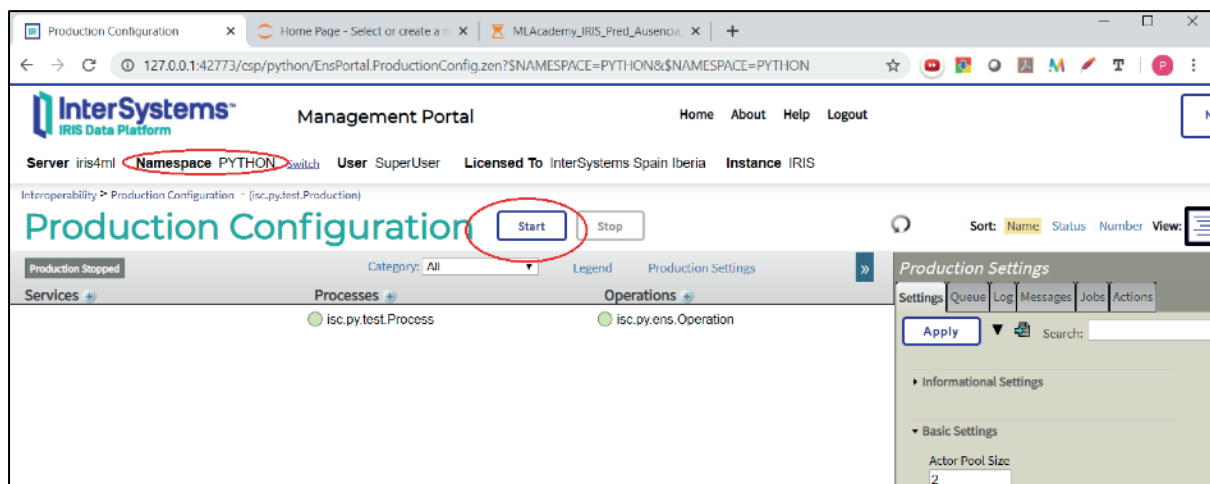 Production Configuration
Home Page - Select or create a n
MLAcademy_IRIS_Pred_Ausencia_
127.0.0.1:42773/csp/python/EnsPortal.ProductionConfig.zen?$NAMESPACE=PYTHON&$NAMESPACE=PYTHON
InterSystems™ Management Portal Home About Help Logout
IRIS Data Platform
Server iris4ml Namespace PYTHON Switch User SuperUser Licensed To InterSystems Spain Iberia Instance IRIS
Interoperability > Production Configuration - (isc.py.test.Production)
Production Configuration Start Stop Sort: Name Status Number View:
Production Stopped Category: All Legend Production Settings » Production Settings
Services Processes Operations Settings Queue Log Messages Jobs Actions
isc.py.test.Process isc.py.ens.Operation
Apply Search:
Informational Settings
Basic Settings
Actor Pool Size
2